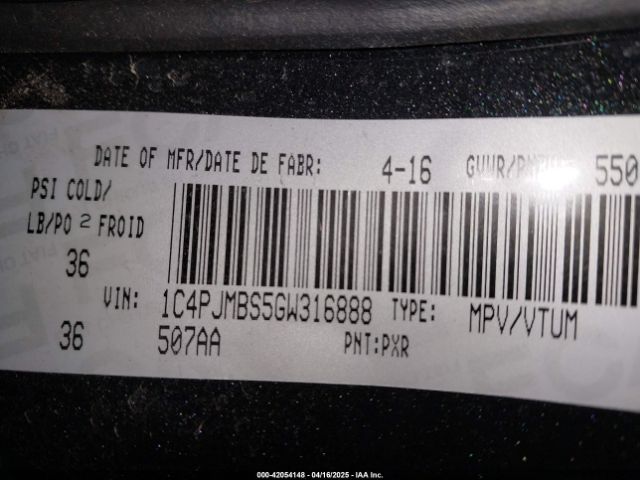 DATE OF MFR/DATE DE FABR: 4-16 550
PSI COLD/
LB/PO 2 FROID
36
VIN: 1C4PJMBS5GW316888 TYPE: MPV/VTUM
36 507AA PNT:PXR
000-42054148 - 04/16/2025 - IAA Inc.